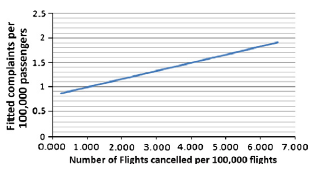 Fitted complaints per
100,000 passengers
2.5
2
1.5
1
0.5
0
0.000 1.000 2.000 3.000 4.000 5.000 6.000 7.000
Number of Flights cancelled per 100,000 flights